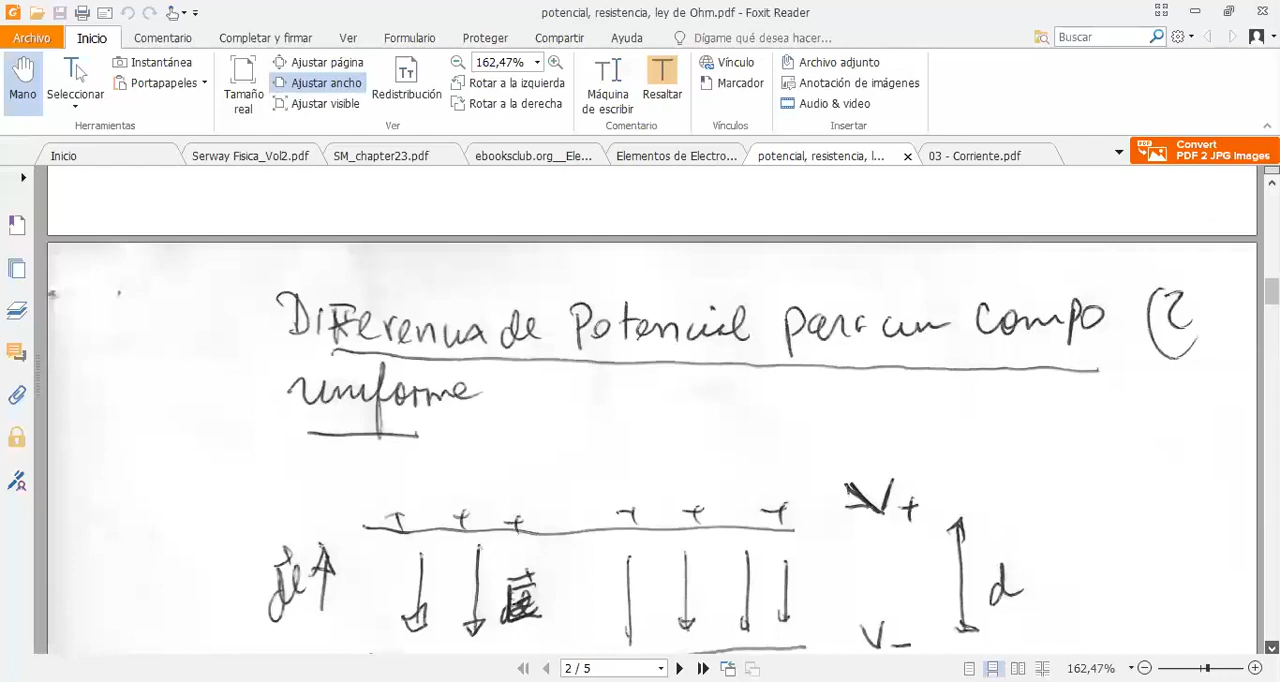 potencial, resistencia, ley de Ohm.pdf - Foxit Reader
Archivo Inicio Comentario Completar y firmar Ver Formulario Proteger Compartir Ayuda Dígame qué desea hacer... Buscar
Mano
Seleccionar
Instantánea
Portapapeles
Herramientas
Tamaño real
Ajustar página
Ajustar ancho
Ajustar visible
Redistribución
162,47%
Rotar a la izquierda
Rotar a la derecha
Ver
Máquina de escribir
Resaltar
Comentario
Vínculo
Marcador
Vínculos
Archivo adjunto
Anotación de imágenes
Audio & video
Insertar
Inicio Serway Fisica_Vol2.pdf SM_chapter23.pdf ebooksclub.org__Ele... Elementos de Electro... potencial, resistencia, l... 03 - Corriente.pdf
Convert
PDF 2 JPG Images
Diferencia de Potencial para un campo (2
uniforme
+ + + + + + V+
E d
V-
2 / 5 162,47%